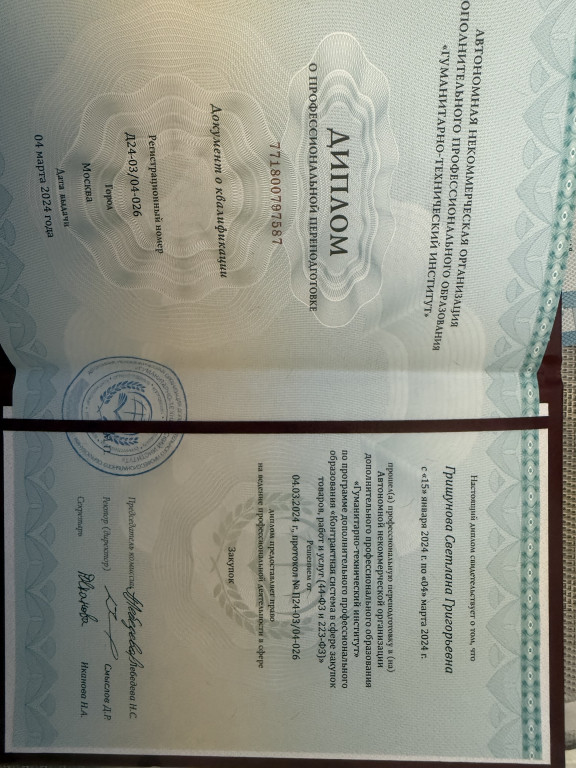 АВТОНОМНАЯ НЕКОММЕРЧЕСКАЯ ОРГАНИЗАЦИЯ
ОПОЛНИТЕЛЬНОГО ПРОФЕССИОНАЛЬНОГО ОБРАЗОВАНИЯ
«ГУМАНИТАРНО-ТЕХНИЧЕСКИЙ ИНСТИТУТ»
ДИПЛОМ
О ПРОФЕССИОНАЛЬНОЙ ПЕРЕПОДГОТОВКЕ
771800797587
Документ о квалификации
Регистрационный номер
Д24-03/04-026
Город
Москва
Дата выдачи
04 марта 2024 года
Настоящий диплом свидетельствует о том, что
Гришунова Светлана Григорьевна
с «15» января 2024 г. по «04» марта 2024 г.
прошел(а) профессиональную переподготовку в (на)
Автономной некоммерческой организации
дополнительного профессионального образования
«Гуманитарно-технический институт»
по программе дополнительного профессионального
образования «Контрактная система в сфере закупок
товаров, работ и услуг (44-ФЗ и 223-ФЗ)»
Решением от
04.03.2024 г., протокол № П24-03/04-026
диплом предоставляет право
на ведение профессиональной деятельности в сфере
Закупок
Председатель комиссии Лебедева Н.С.
Ректор (директор) Смыслов Д.Р.
Секретарь Иванова Н.А.